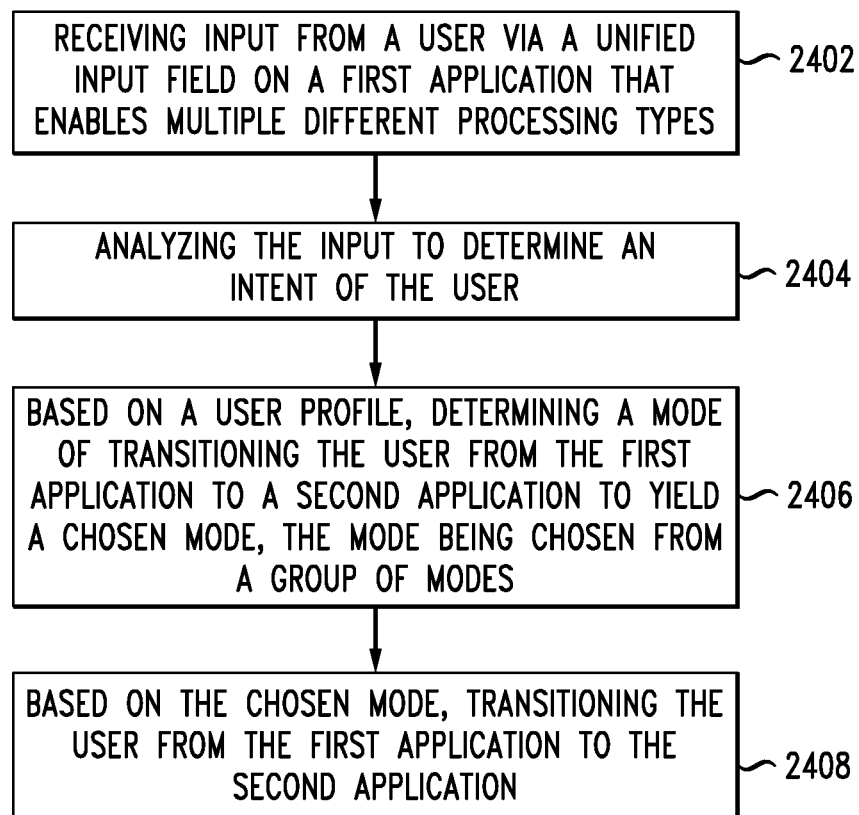 RECEIVING INPUT FROM A USER VIA A UNIFIED
INPUT FIELD ON A FIRST APPLICATION THAT
ENABLES MULTIPLE DIFFERENT PROCESSING TYPES
2402
ANALYZING THE INPUT TO DETERMINE AN
INTENT OF THE USER
2404
BASED ON A USER PROFILE, DETERMINING A MODE
OF TRANSITIONING THE USER FROM THE FIRST
APPLICATION TO A SECOND APPLICATION TO YIELD
A CHOSEN MODE, THE MODE BEING CHOSEN FROM
A GROUP OF MODES
2406
BASED ON THE CHOSEN MODE, TRANSITIONING THE
USER FROM THE FIRST APPLICATION TO THE
SECOND APPLICATION
2408